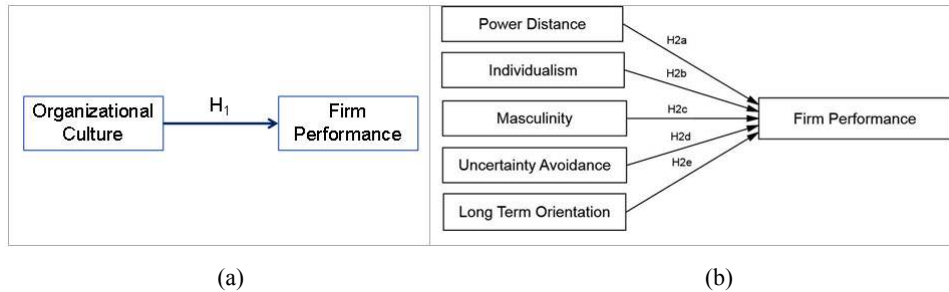 H1
Organizational
Culture
Firm
Performance
Power Distance
H2a
Individualism
H2b
Masculinity
H2c
Firm Performance
H2d
Uncertainty Avoidance
H2e
Long Term Orientation
(a)
(b)